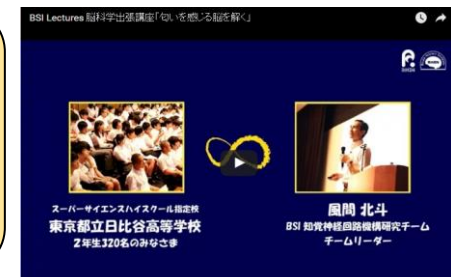 BSI Lectures 脳科学出張講座「匂いを感じる脳を解く」
スーパーサイエンスハイスクール指定校
東京都立日比谷高等学校
2年生320名のみなさま
風間 北斗
BSI 知覚神経回路機構研究チーム
チームリーダー